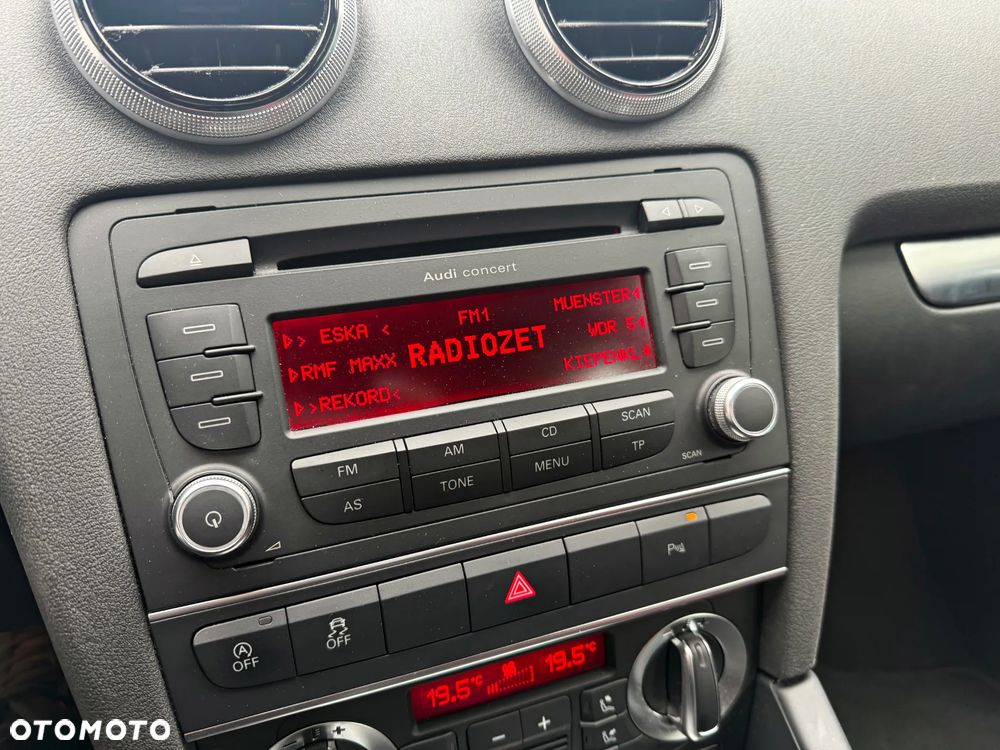 Audi concert
ESKA FM1 MUENSTER
RMF MAXX RADIOZET WDR 5
REKORD KIEPENKE
FM AM CD SCAN
AS TONE MENU TP
SCAN
P
OFF OFF
19.5°C 19.5°C
- +
OTOMOTO